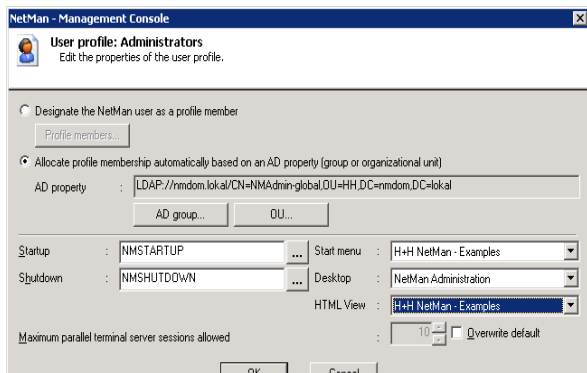 NetMan - Management Console
User profile: Administrators
Edit the properties of the user profile.
Designate the NetMan user as a profile member
Profile members...
Allocate profile membership automatically based on an AD property (group or organizational unit)
AD property : LDAP://nmdom.lokal/CN=NMAdmin-global,OU=HH,DC=nmdom,DC=lokal
AD group... OU...
Startup : NMSTARTUP ... Start menu : H+H NetMan - Examples
Shutdown : NMSHUTDOWN ... Desktop : NetMan Administration
HTML View : H+H NetMan - Examples
Maximum parallel terminal server sessions allowed : 10 Overwrite default
OK Cancel